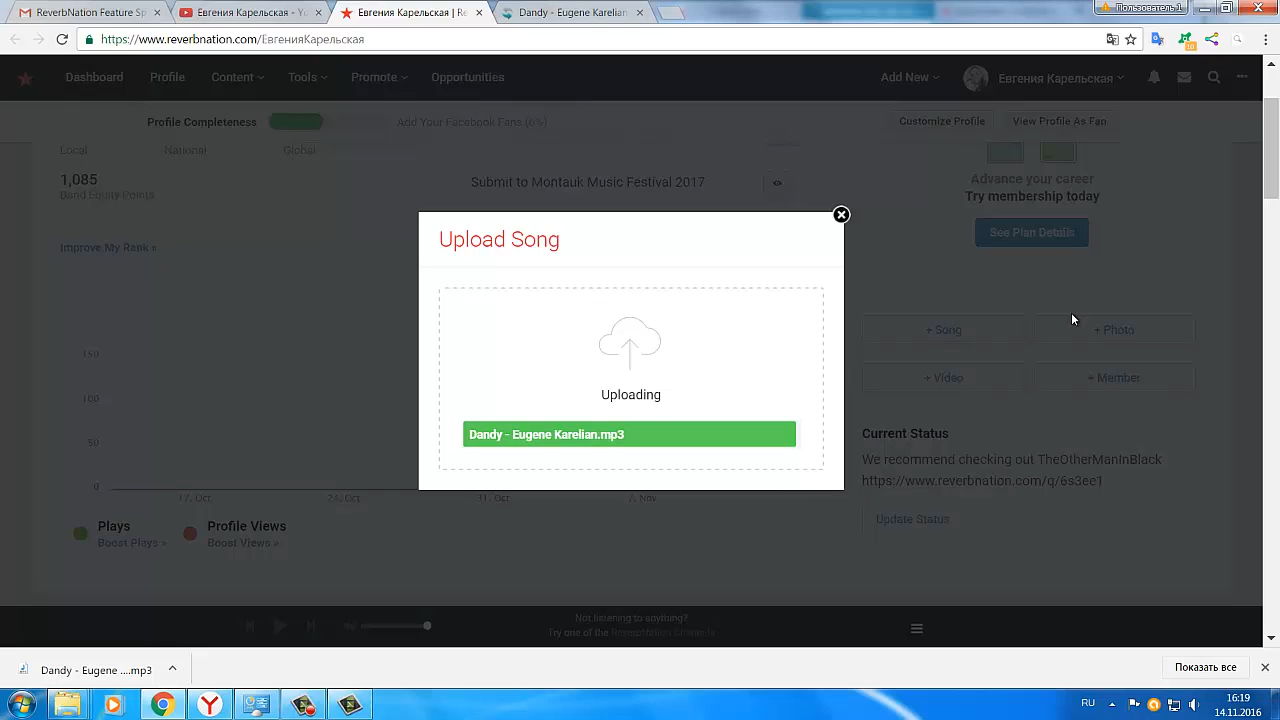 ReverbNation Feature Sp
Евгения Карельская - Yo
Евгения Карельская | Re
Dandy - Eugene Karelian
Пользователь 1
https://www.reverbnation.com/ЕвгенияКарельская
10
Dashboard
Profile
Content
Tools
Promote
Opportunities
Add New
Евгения Карельская
Profile Completeness
Add Your Facebook Fans (6%)
Customize Profile
View Profile As Fan
Local
National
Global
1,085
Band Equity Points
Submit to Montauk Music Festival 2017
Advance your career
Try membership today
See Plan Details
Improve My Rank »
Upload Song
Uploading
Dandy - Eugene Karelian.mp3
+ Song
+ Photo
+ Video
+ Member
150
100
50
0
17. Oct
24. Oct
31. Oct
7. Nov
Current Status
We recommend checking out TheOtherManInBlack
https://www.reverbnation.com/q/6s3ee1
Update Status
Plays
Boost Plays »
Profile Views
Boost Views »
Not listening to anything?
Try one of the ReverbNation Channels
Dandy - Eugene ....mp3
Показать все
RU
16:19
14.11.2016